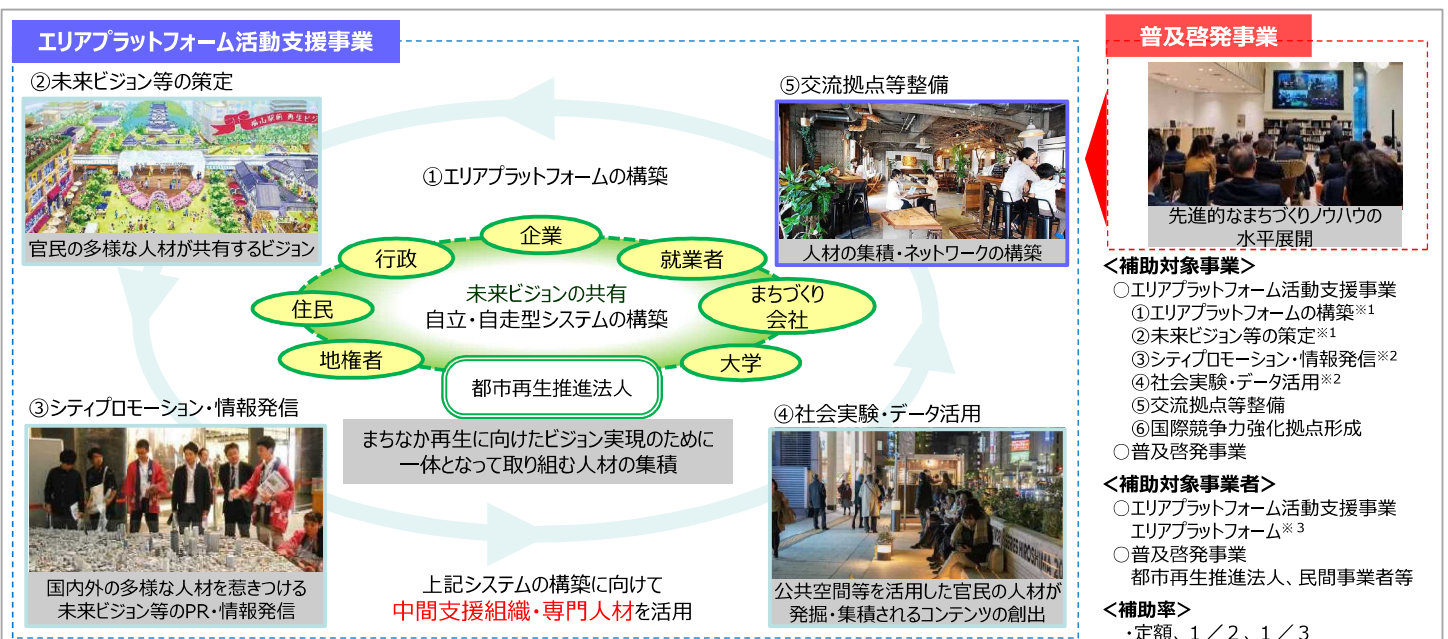 エリアプラットフォーム活動支援事業
②未来ビジョン等の策定
官民の多様な人材が共有するビジョン
①エリアプラットフォームの構築
⑤交流拠点等整備
人材の集積・ネットワークの構築
企業
行政
就業者
住民
まちづくり
会社
地権者
大学
未来ビジョンの共有
自立・自走型システムの構築
都市再生推進法人
まちなか再生に向けたビジョン実現のために
一体となって取り組む人材の集積
③シティプロモーション・情報発信
国内外の多様な人材を惹きつける
未来ビジョン等のPR・情報発信
上記システムの構築に向けて
中間支援組織・専門人材を活用
④社会実験・データ活用
公共空間等を活用した官民の人材が
発掘・集積されるコンテンツの創出
普及啓発事業
先進的なまちづくりノウハウの
水平展開
<補助対象事業>
○エリアプラットフォーム活動支援事業
①エリアプラットフォームの構築※1
②未来ビジョン等の策定※1
③シティプロモーション・情報発信※2
④社会実験・データ活用※2
⑤交流拠点等整備
⑥国際競争力強化拠点形成
○普及啓発事業
<補助対象事業者>
○エリアプラットフォーム活動支援事業
エリアプラットフォーム※3
○普及啓発事業
都市再生推進法人、民間事業者等
<補助率>
・定額、1/2、1/3